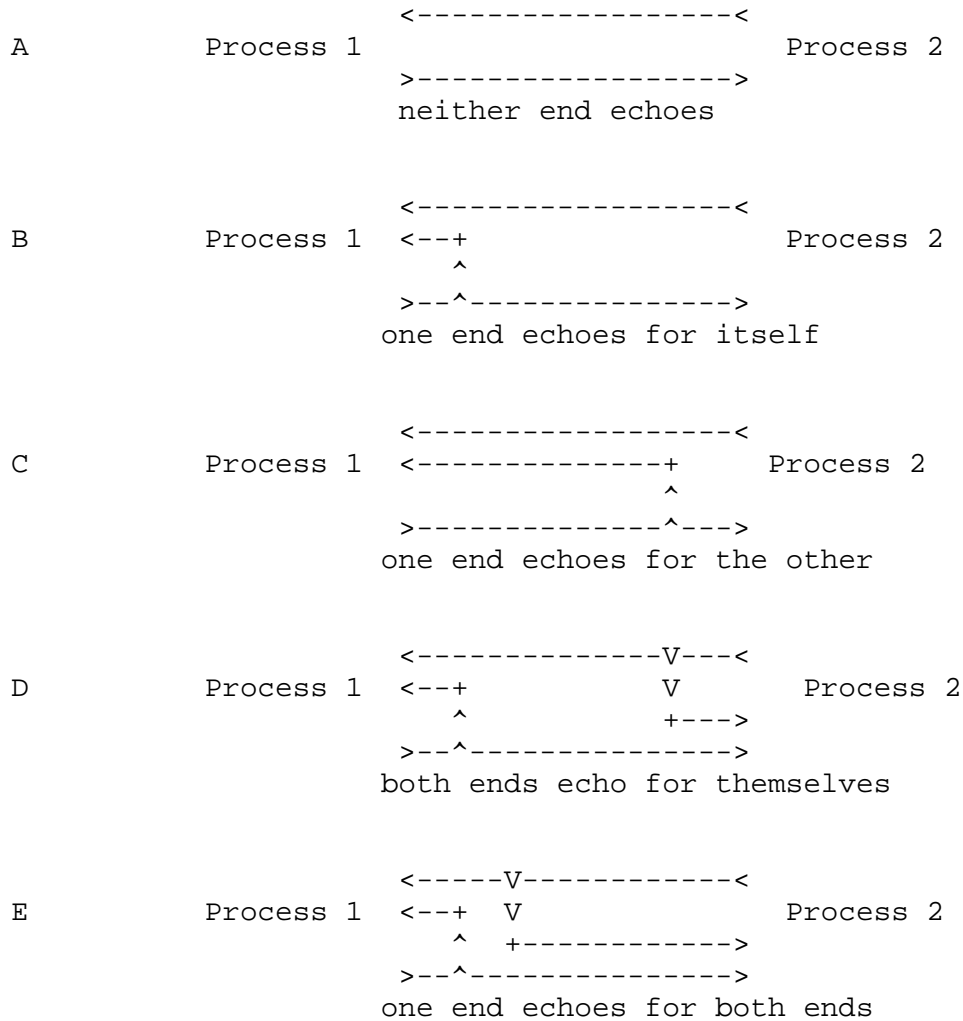 <------------------<
A Process 1 Process 2
>------------------>
neither end echoes
<------------------<
B Process 1 <--+ Process 2
^
>--^--------------->
one end echoes for itself
<------------------<
C Process 1 <--------------+ Process 2
^
>--------------^--->
one end echoes for the other
<--------------V---<
D Process 1 <--+ V Process 2
^ +--->
>--^--------------->
both ends echo for themselves
<-----V------------<
E Process 1 <--+ V Process 2
^ +------------>
>--^--------------->
one end echoes for both ends